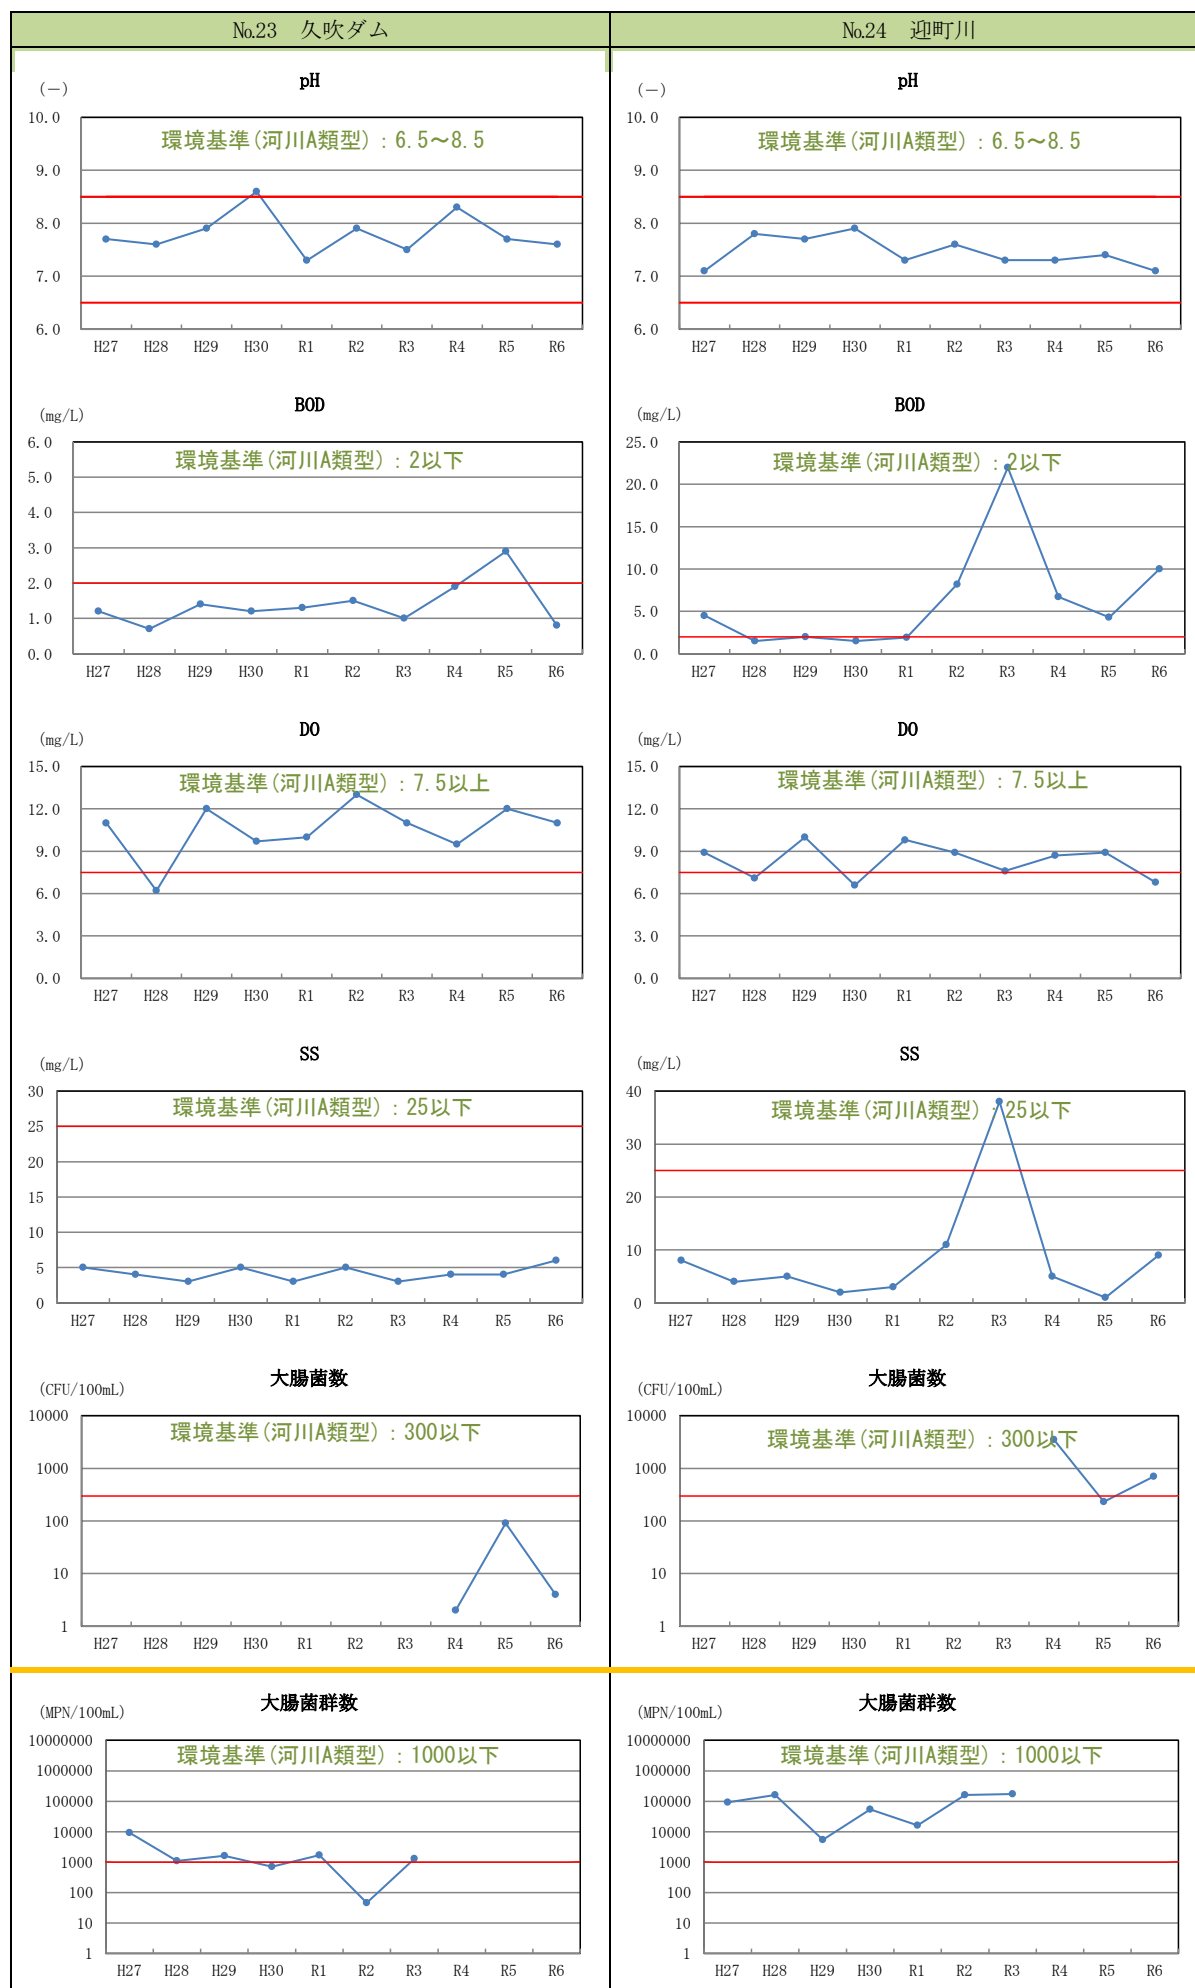 №23　久吹ダム
№24　迎町川
pH
(－)
環境基準(河川A類型)：6.5～8.5
10.0
9.0
8.0
7.0
6.0
H27 H28 H29 H30 R1 R2 R3 R4 R5 R6
pH
(－)
環境基準(河川A類型)：6.5～8.5
10.0
9.0
8.0
7.0
6.0
H27 H28 H29 H30 R1 R2 R3 R4 R5 R6
BOD
(mg/L)
環境基準(河川A類型)：2以下
6.0
5.0
4.0
3.0
2.0
1.0
0.0
H27 H28 H29 H30 R1 R2 R3 R4 R5 R6
BOD
(mg/L)
環境基準(河川A類型)：2以下
25.0
20.0
15.0
10.0
5.0
0.0
H27 H28 H29 H30 R1 R2 R3 R4 R5 R6
DO
(mg/L)
環境基準(河川A類型)：7.5以上
15.0
12.0
9.0
6.0
3.0
0.0
H27 H28 H29 H30 R1 R2 R3 R4 R5 R6
DO
(mg/L)
環境基準(河川A類型)：7.5以上
15.0
12.0
9.0
6.0
3.0
0.0
H27 H28 H29 H30 R1 R2 R3 R4 R5 R6
SS
(mg/L)
環境基準(河川A類型)：25以下
30
25
20
15
10
5
0
H27 H28 H29 H30 R1 R2 R3 R4 R5 R6
SS
(mg/L)
環境基準(河川A類型)：25以下
40
30
20
10
0
H27 H28 H29 H30 R1 R2 R3 R4 R5 R6
大腸菌数
(CFU/100mL)
環境基準(河川A類型)：300以下
10000
1000
100
10
1
H27 H28 H29 H30 R1 R2 R3 R4 R5 R6
大腸菌数
(CFU/100mL)
環境基準(河川A類型)：300以下
10000
1000
100
10
1
H27 H28 H29 H30 R1 R2 R3 R4 R5 R6
大腸菌群数
(MPN/100mL)
環境基準(河川A類型)：1000以下
10000000
1000000
100000
10000
1000
100
10
1
H27 H28 H29 H30 R1 R2 R3 R4 R5 R6
大腸菌群数
(MPN/100mL)
環境基準(河川A類型)：1000以下
10000000
1000000
100000
10000
1000
100
10
1
H27 H28 H29 H30 R1 R2 R3 R4 R5 R6